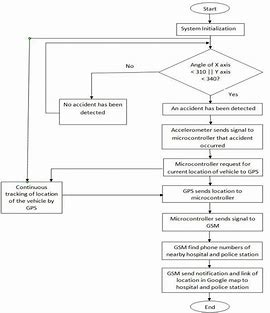 Start
System Initialization
Angle of X axis
< 310 || Y axis
< 340?
No
Yes
No accident has been
detected
An accident has been detected
Accelerometer sends signal to
microcontroller that accident
occurred
Microcontroller request for
current location of vehicle to GPS
Continuous
tracking of location
of the vehicle by
GPS
GPS sends location to
microcontroller
Microcontroller sends signal to
GSM
GSM find phone numbers of
nearby hospital and police station
GSM send notification and link of
location in Google map to
hospital and police station
End